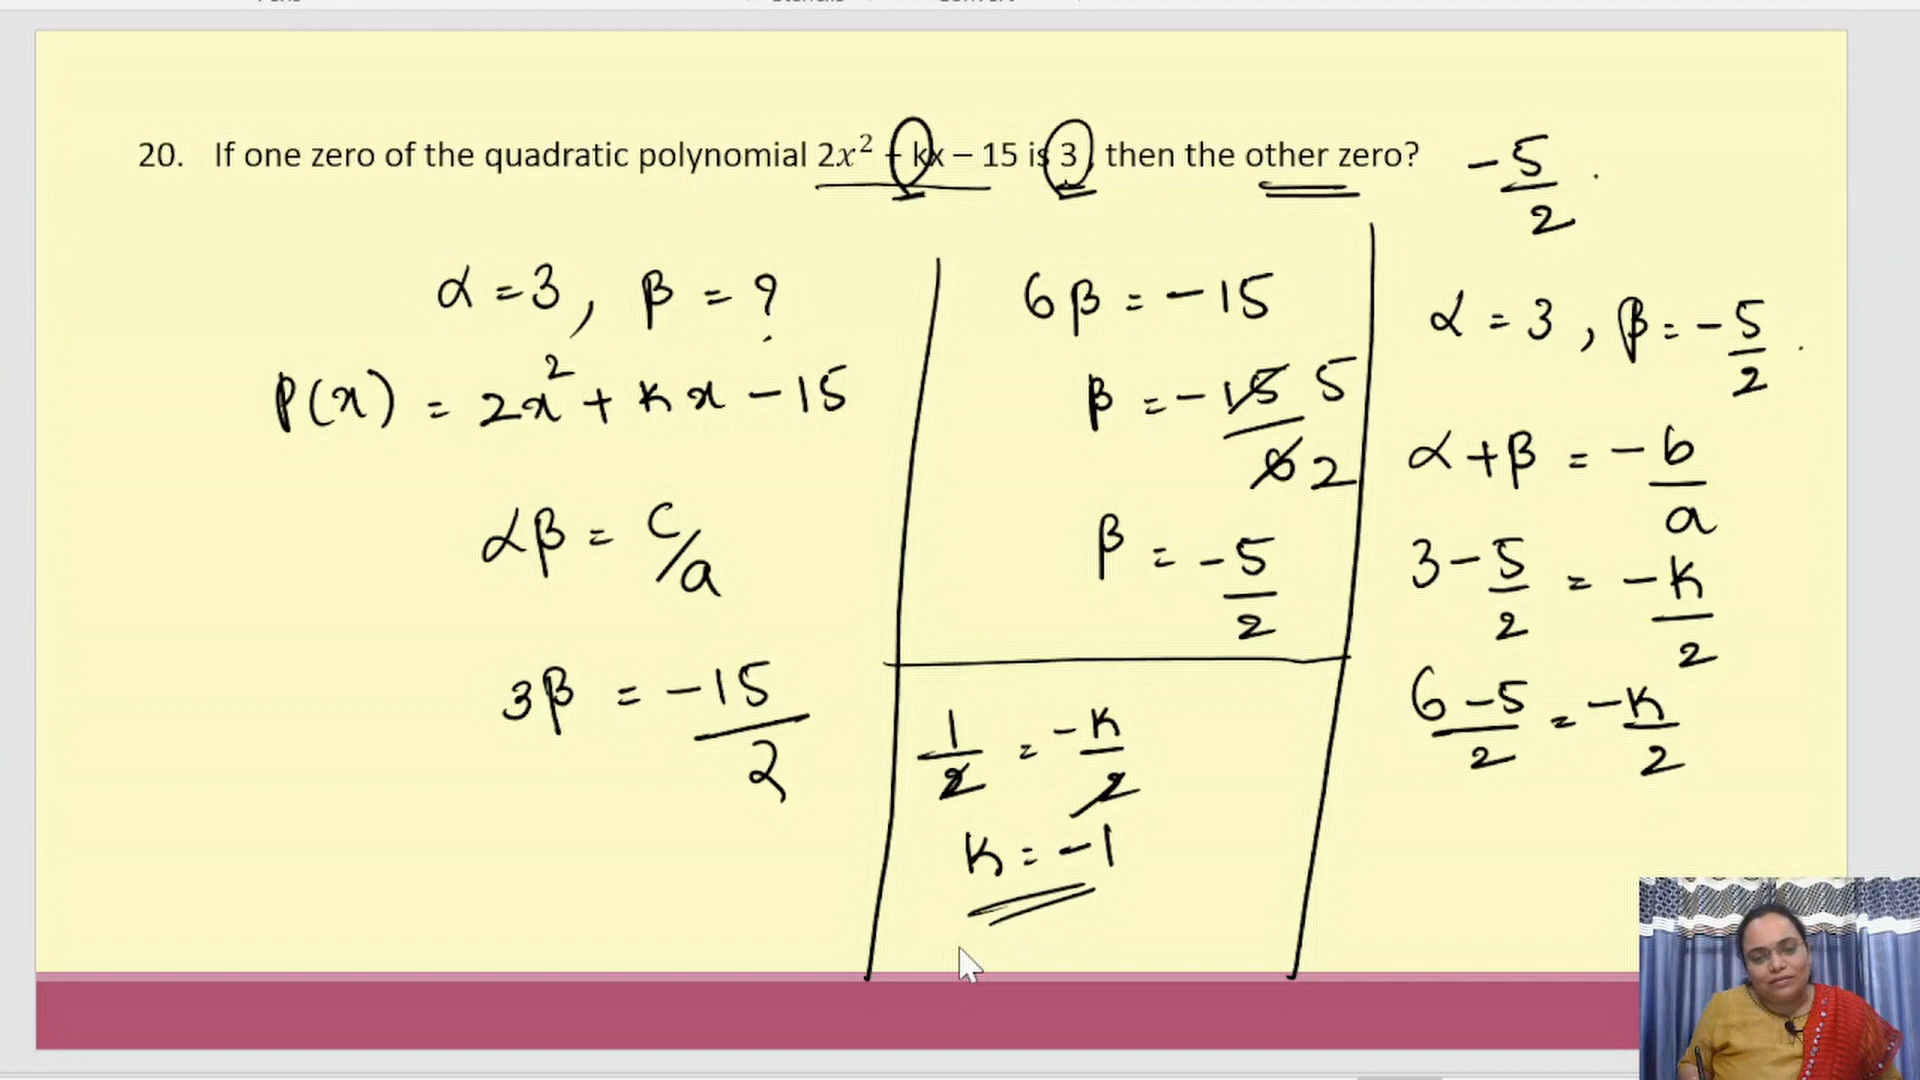 20. If one zero of the quadratic polynomial 2x² + kx – 15 is 3, then the other zero? -5/2 .
α = 3, β = ?
P(x) = 2x² + kx - 15
αβ = c/a
3β = -15/2
6β = -15
β = -15/6 5/2
β = -5/2
1/2 = -k/2
k = -1
α = 3, β = -5/2 .
α + β = -b/a
3 - 5/2 = -k/2
6-5/2 = -k/2